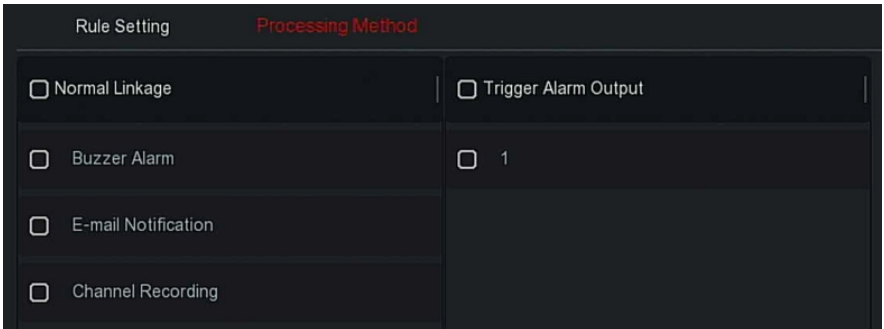 Rule Setting Processing Method
Normal Linkage Trigger Alarm Output
Buzzer Alarm 1
E-mail Notification
Channel Recording